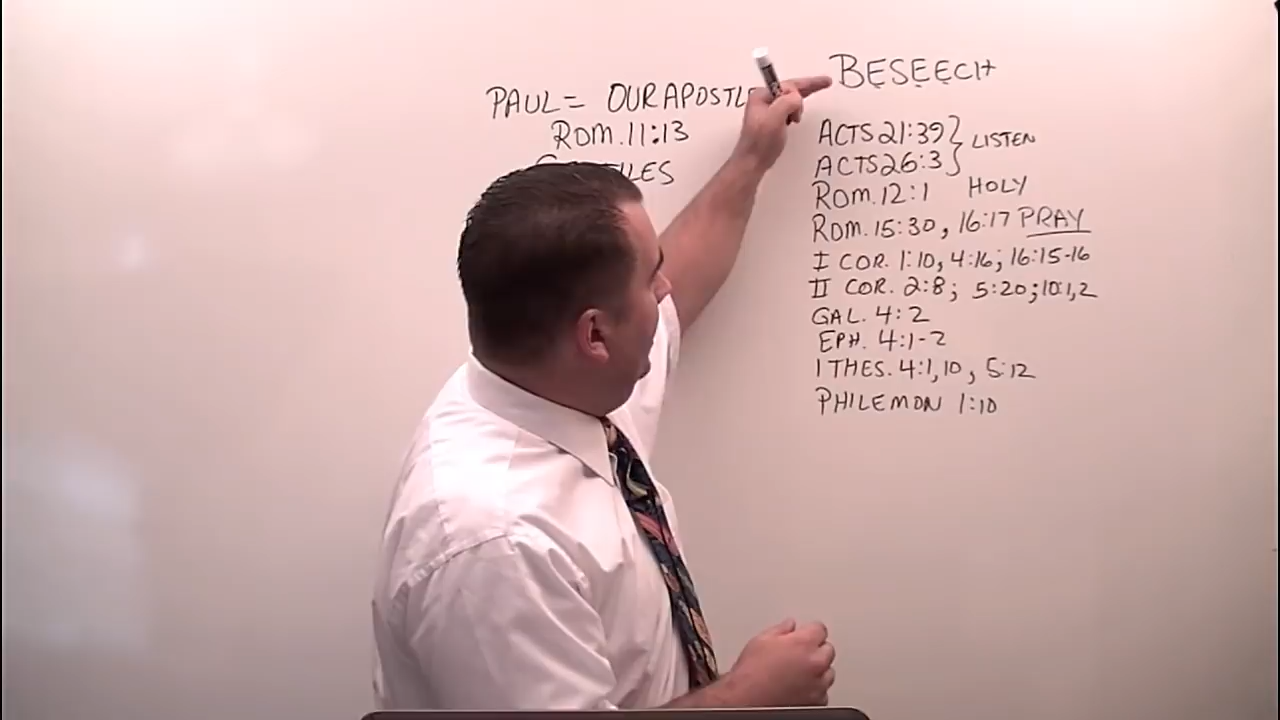 PAUL = OUR APOSTLE
ROM. 11:13
BESEECH
ACTS 21:39 } LISTEN
ACTS 26:3
ROM. 12:1 HOLY
ROM. 15:30, 16:17 PRAY
I COR. 1:10, 4:16; 16:15-16
II COR. 2:8; 5:20; 10:1,2
GAL. 4:2
EPH. 4:1-2
1 THES. 4:1,10, 5:12
PHILEMON 1:10